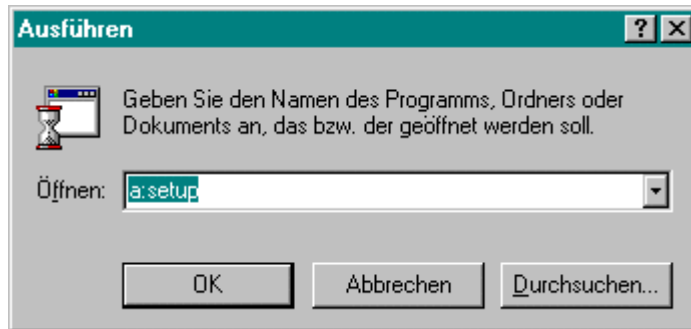 Ausführen
Geben Sie den Namen des Programms, Ordners oder
Dokuments an, das bzw. der geöffnet werden soll.
Öffnen: a:setup
OK Abbrechen Durchsuchen...